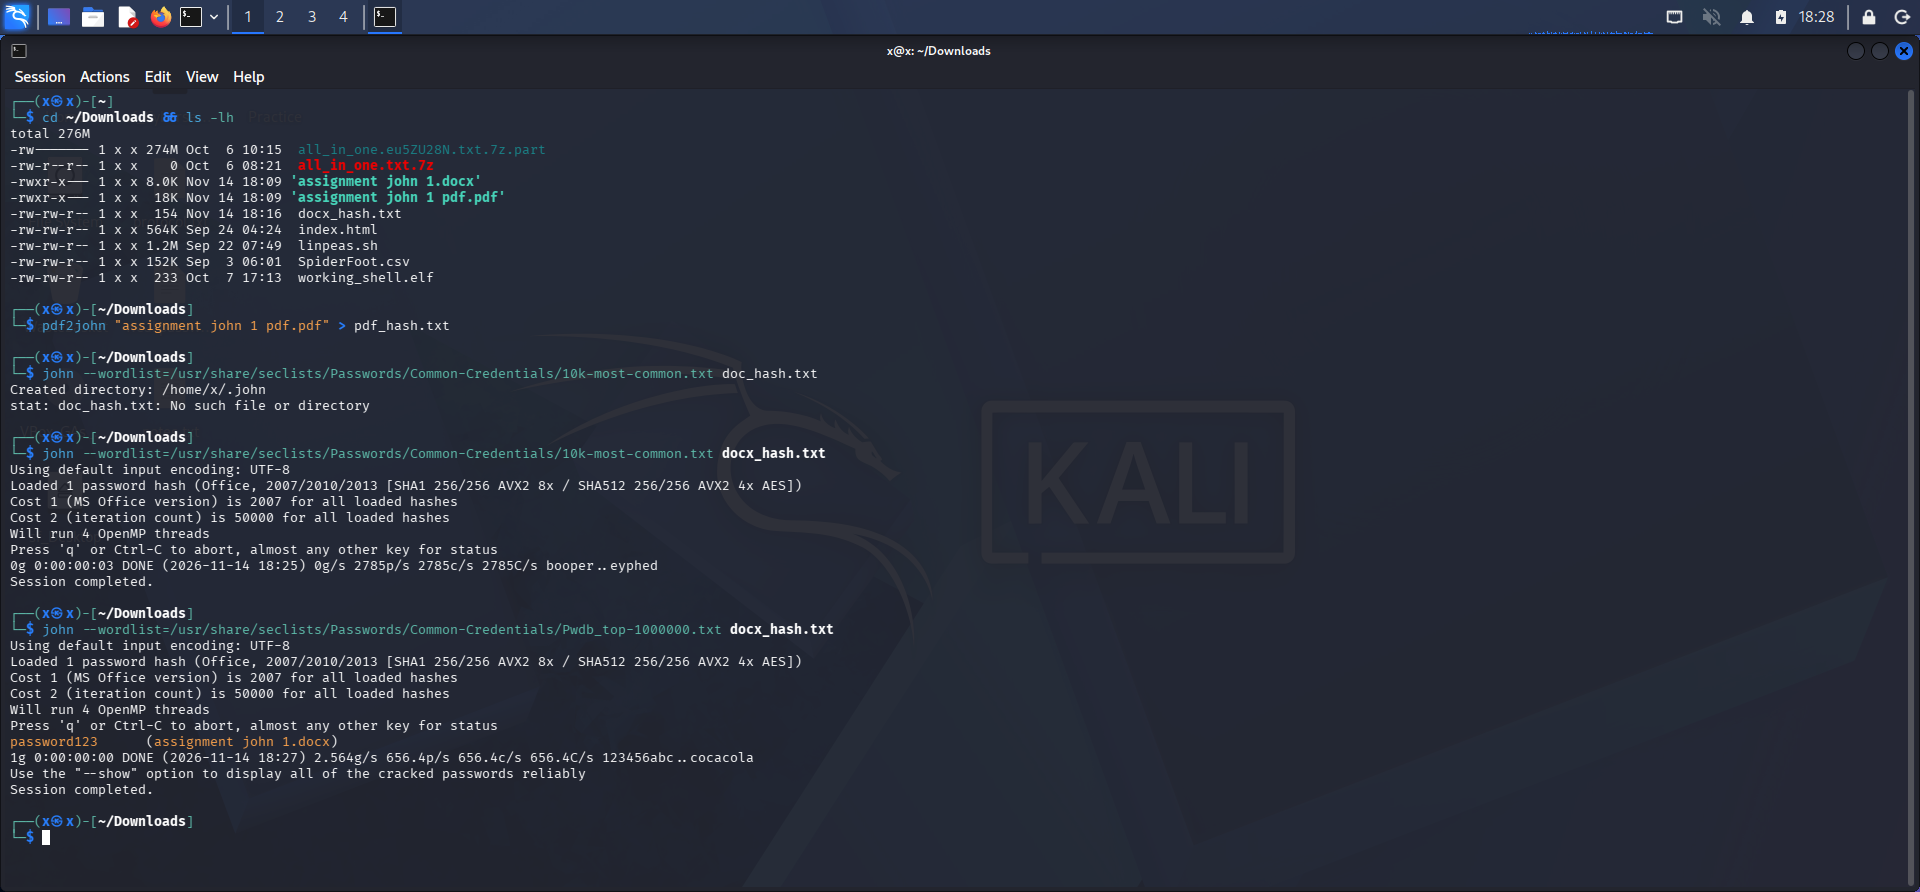 1 2 3 4 18:28
x@x: ~/Downloads
Session Actions Edit View Help
┌──(x㉿x)-[~]
└─$ cd ~/Downloads && ls -lh
total 276M
-rw------- 1 x x 274M Oct  6 10:15  all_in_one.eu5ZU28N.txt.7z.part
-rw-r--r-- 1 x x    0 Oct  6 08:21  all_in_one.txt.7z
-rwxr-x--- 1 x x 8.0K Nov 14 18:09 'assignment john 1.docx'
-rwxr-x--- 1 x x  18K Nov 14 18:09 'assignment john 1 pdf.pdf'
-rw-rw-r-- 1 x x  154 Nov 14 18:16  docx_hash.txt
-rw-rw-r-- 1 x x 564K Sep 24 04:24  index.html
-rw-rw-r-- 1 x x 1.2M Sep 22 07:49  linpeas.sh
-rw-rw-r-- 1 x x 152K Sep  3 06:01  SpiderFoot.csv
-rw-rw-r-- 1 x x  233 Oct  7 17:13  working_shell.elf
┌──(x㉿x)-[~/Downloads]
└─$ pdf2john "assignment john 1 pdf.pdf" > pdf_hash.txt
┌──(x㉿x)-[~/Downloads]
└─$ john --wordlist=/usr/share/seclists/Passwords/Common-Credentials/10k-most-common.txt doc_hash.txt
Created directory: /home/x/.john
stat: doc_hash.txt: No such file or directory
┌──(x㉿x)-[~/Downloads]
└─$ john --wordlist=/usr/share/seclists/Passwords/Common-Credentials/10k-most-common.txt docx_hash.txt
Using default input encoding: UTF-8
Loaded 1 password hash (Office, 2007/2010/2013 [SHA1 256/256 AVX2 8x / SHA512 256/256 AVX2 4x AES])
Cost 1 (MS Office version) is 2007 for all loaded hashes
Cost 2 (iteration count) is 50000 for all loaded hashes
Will run 4 OpenMP threads
Press 'q' or Ctrl-C to abort, almost any other key for status
0g 0:00:00:03 DONE (2026-11-14 18:25) 0g/s 2785p/s 2785c/s 2785C/s booper..eyphed
Session completed.
┌──(x㉿x)-[~/Downloads]
└─$ john --wordlist=/usr/share/seclists/Passwords/Common-Credentials/Pwdb_top-1000000.txt docx_hash.txt
Using default input encoding: UTF-8
Loaded 1 password hash (Office, 2007/2010/2013 [SHA1 256/256 AVX2 8x / SHA512 256/256 AVX2 4x AES])
Cost 1 (MS Office version) is 2007 for all loaded hashes
Cost 2 (iteration count) is 50000 for all loaded hashes
Will run 4 OpenMP threads
Press 'q' or Ctrl-C to abort, almost any other key for status
password123      (assignment john 1.docx)
1g 0:00:00:00 DONE (2026-11-14 18:27) 2.564g/s 656.4p/s 656.4c/s 656.4C/s 123456abc..cocacola
Use the "--show" option to display all of the cracked passwords reliably
Session completed.
┌──(x㉿x)-[~/Downloads]
└─$
KALI